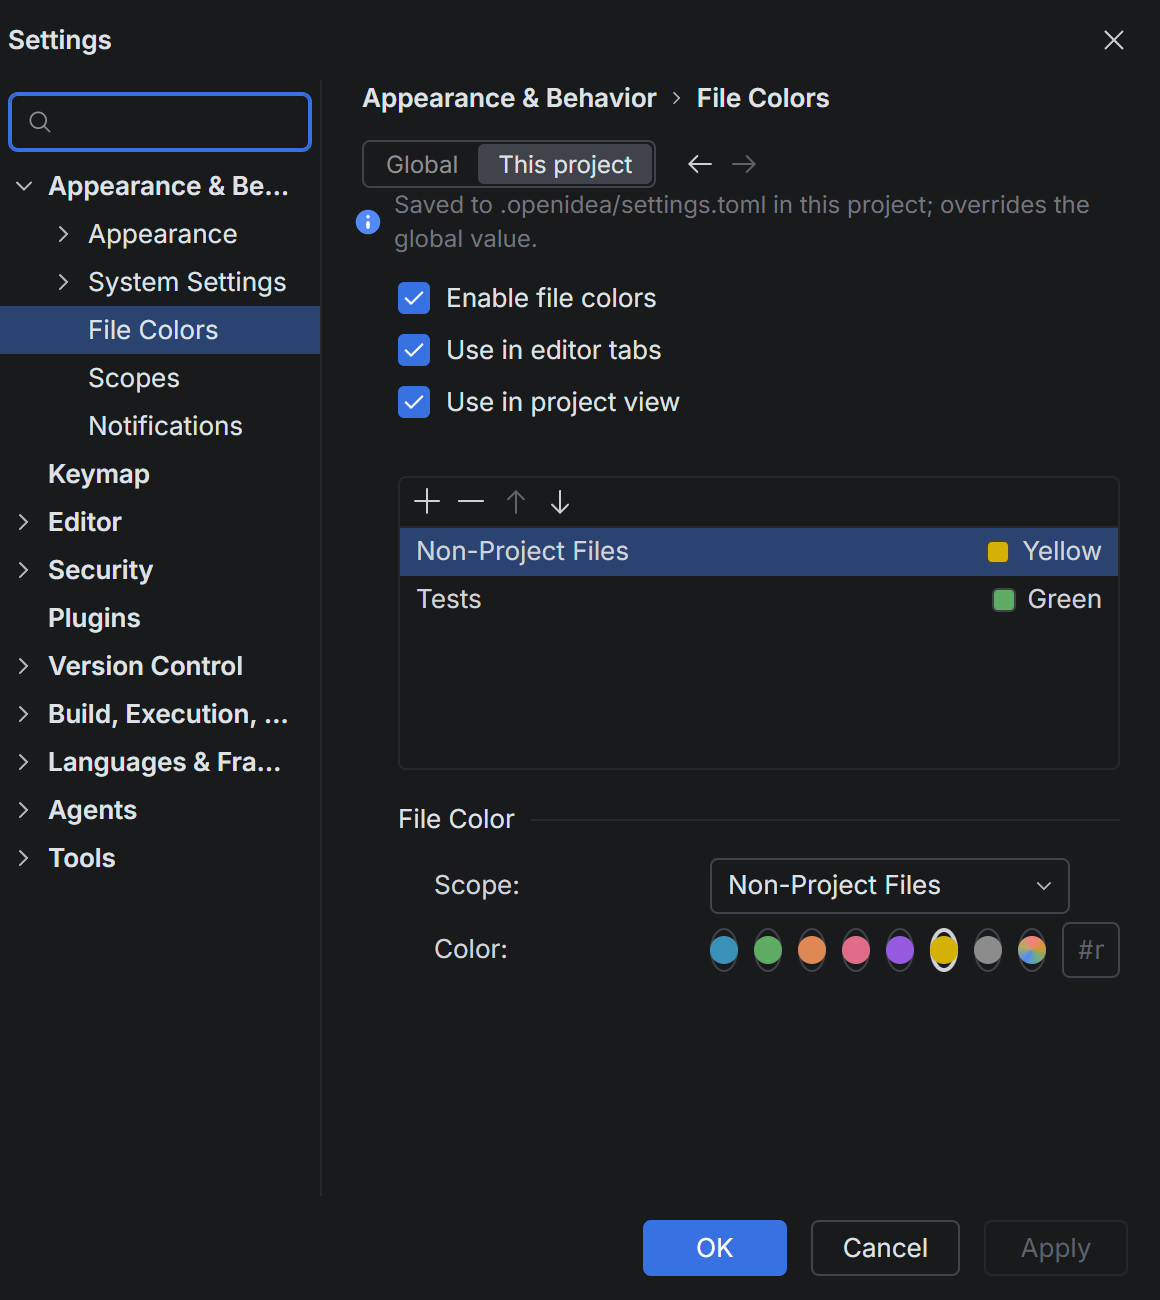 Settings
Appearance & Be...
Appearance
System Settings
File Colors
Scopes
Notifications
Keymap
Editor
Security
Plugins
Version Control
Build, Execution, ...
Languages & Fra...
Agents
Tools
Appearance & Behavior › File Colors
Global This project
Saved to .openidea/settings.toml in this project; overrides the
global value.
Enable file colors
Use in editor tabs
Use in project view
Non-Project Files Yellow
Tests Green
File Color
Scope: Non-Project Files
Color: #r
OK Cancel Apply